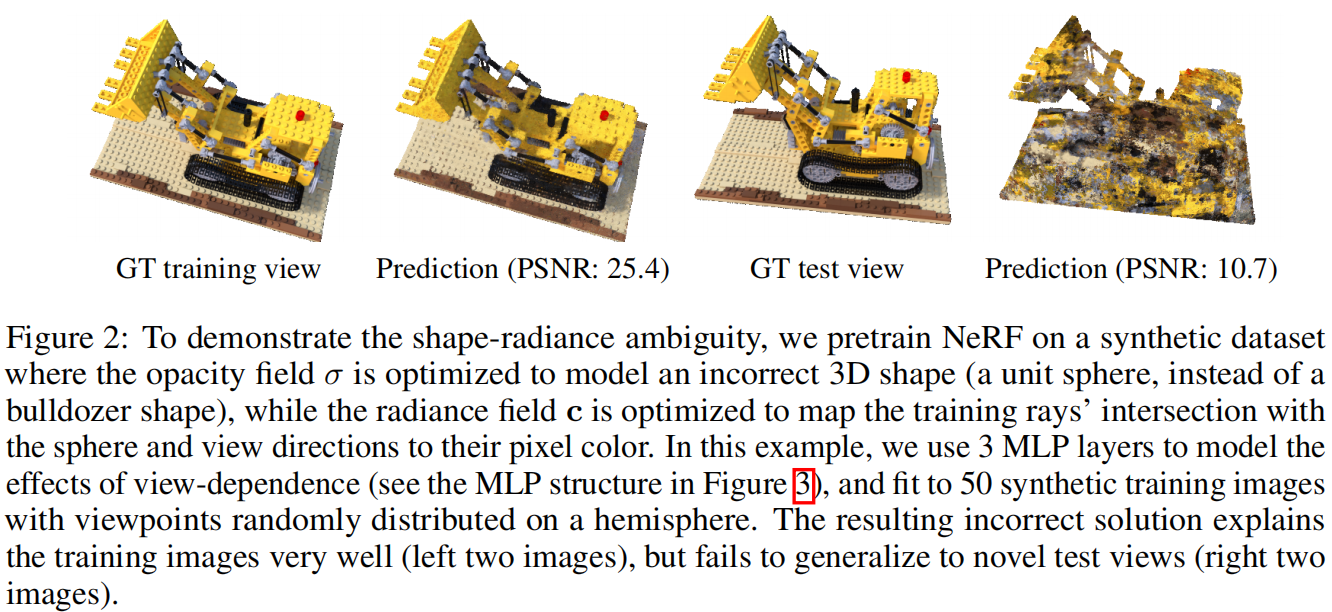 GT training view
Prediction (PSNR: 25.4)
GT test view
Prediction (PSNR: 10.7)
Figure 2: To demonstrate the shape-radiance ambiguity, we pretrain NeRF on a synthetic dataset
where the opacity field σ is optimized to model an incorrect 3D shape (a unit sphere, instead of a
bulldozer shape), while the radiance field c is optimized to map the training rays’ intersection with
the sphere and view directions to their pixel color. In this example, we use 3 MLP layers to model the
effects of view-dependence (see the MLP structure in Figure 3), and fit to 50 synthetic training images
with viewpoints randomly distributed on a hemisphere. The resulting incorrect solution explains
the training images very well (left two images), but fails to generalize to novel test views (right two
images).